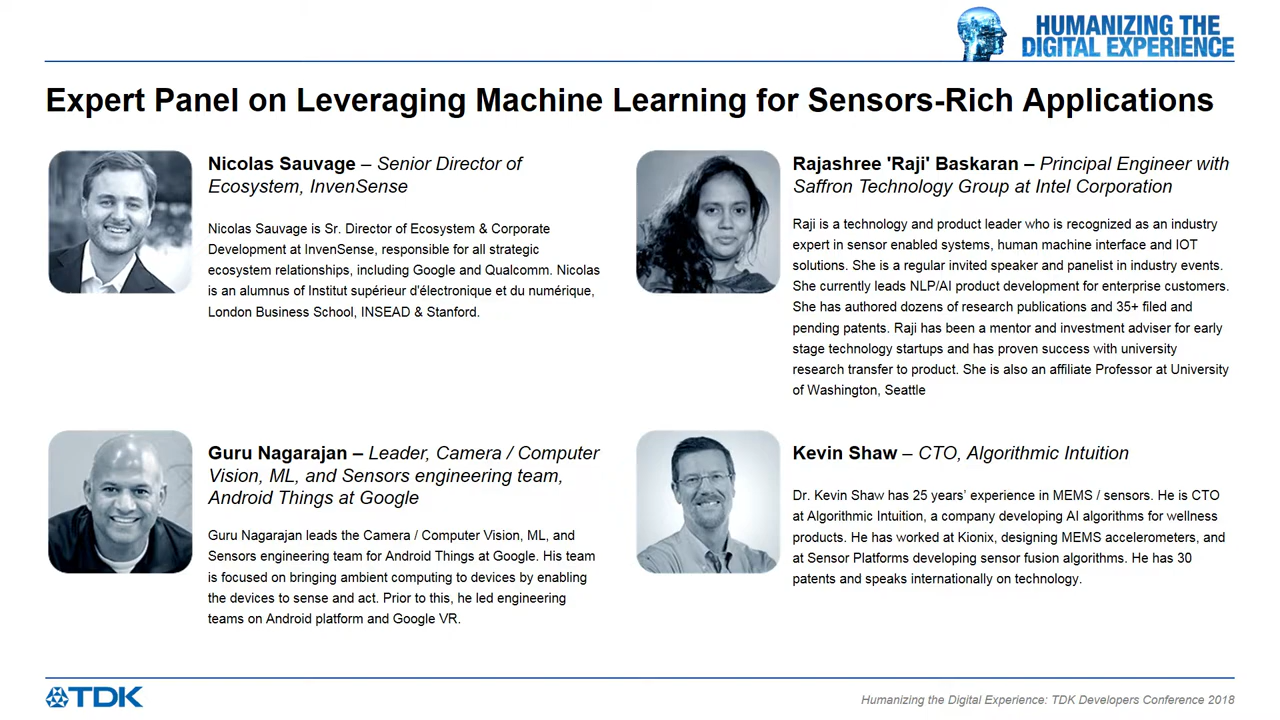 HUMANIZING THE
DIGITAL EXPERIENCE
Expert Panel on Leveraging Machine Learning for Sensors-Rich Applications
Nicolas Sauvage – Senior Director of
Ecosystem, InvenSense
Nicolas Sauvage is Sr. Director of Ecosystem & Corporate
Development at InvenSense, responsible for all strategic
ecosystem relationships, including Google and Qualcomm. Nicolas
is an alumnus of Institut supérieur d'électronique et du numérique,
London Business School, INSEAD & Stanford.
Rajashree 'Raji' Baskaran – Principal Engineer with
Saffron Technology Group at Intel Corporation
Raji is a technology and product leader who is recognized as an industry
expert in sensor enabled systems, human machine interface and IOT
solutions. She is a regular invited speaker and panelist in industry events.
She currently leads NLP/AI product development for enterprise customers.
She has authored dozens of research publications and 35+ filed and
pending patents. Raji has been a mentor and investment adviser for early
stage technology startups and has proven success with university
research transfer to product. She is also an affiliate Professor at University
of Washington, Seattle
Guru Nagarajan – Leader, Camera / Computer
Vision, ML, and Sensors engineering team,
Android Things at Google
Guru Nagarajan leads the Camera / Computer Vision, ML, and
Sensors engineering team for Android Things at Google. His team
is focused on bringing ambient computing to devices by enabling
the devices to sense and act. Prior to this, he led engineering
teams on Android platform and Google VR.
Kevin Shaw – CTO, Algorithmic Intuition
Dr. Kevin Shaw has 25 years’ experience in MEMS / sensors. He is CTO
at Algorithmic Intuition, a company developing AI algorithms for wellness
products. He has worked at Kionix, designing MEMS accelerometers, and
at Sensor Platforms developing sensor fusion algorithms. He has 30
patents and speaks internationally on technology.
TDK
Humanizing the Digital Experience: TDK Developers Conference 2018